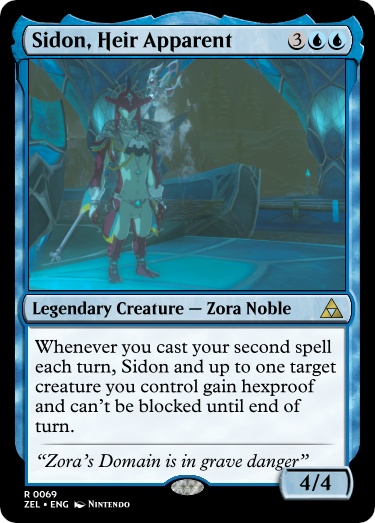 Sidon, Heir Apparent 3
Legendary Creature — Zora Noble
Whenever you cast your second spell
each turn, Sidon and up to one target
creature you control gain hexproof
and can't be blocked until end of
turn.
“Zora's Domain is in grave danger”
4/4
R 0069
ZEL • ENG Nintendo